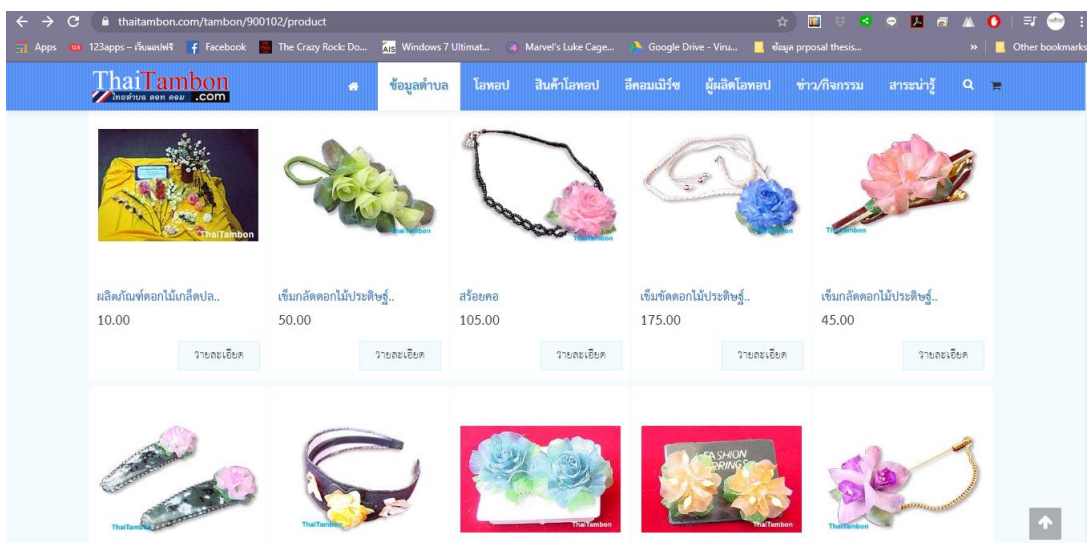 thaitambon.com/tambon/900102/product
Apps
123apps – เว็บแอปฟรี
Facebook
The Crazy Rock: Do...
AIS
Windows 7 Ultimat...
Marvel's Luke Cage...
Google Drive - Viru...
ข้อมูล prposal thesis...
»
Other bookmarks
ThaiTambon
ไทยตำบล ดอท คอม .COM
ข้อมูลตำบล
โอทอป
สินค้าโอทอป
อีคอมเมิร์ซ
ผู้ผลิตโอทอป
ข่าว/กิจกรรม
สาระน่ารู้
ThaiTambon
ThaiTambon
ThaiTambon
ThaiTambon
ผลิตภัณฑ์ดอกไม้เกล็ดปล..
เข็มกลัดดอกไม้ประดิษฐ์..
สร้อยคอ
เข็มขัดดอกไม้ประดิษฐ์..
เข็มกลัดดอกไม้ประดิษฐ์..
10.00
50.00
105.00
175.00
45.00
รายละเอียด
รายละเอียด
รายละเอียด
รายละเอียด
รายละเอียด
FASHION
ThaiTambon
ThaiTambon
ThaiTambon
ThaiTambon
ThaiTambon